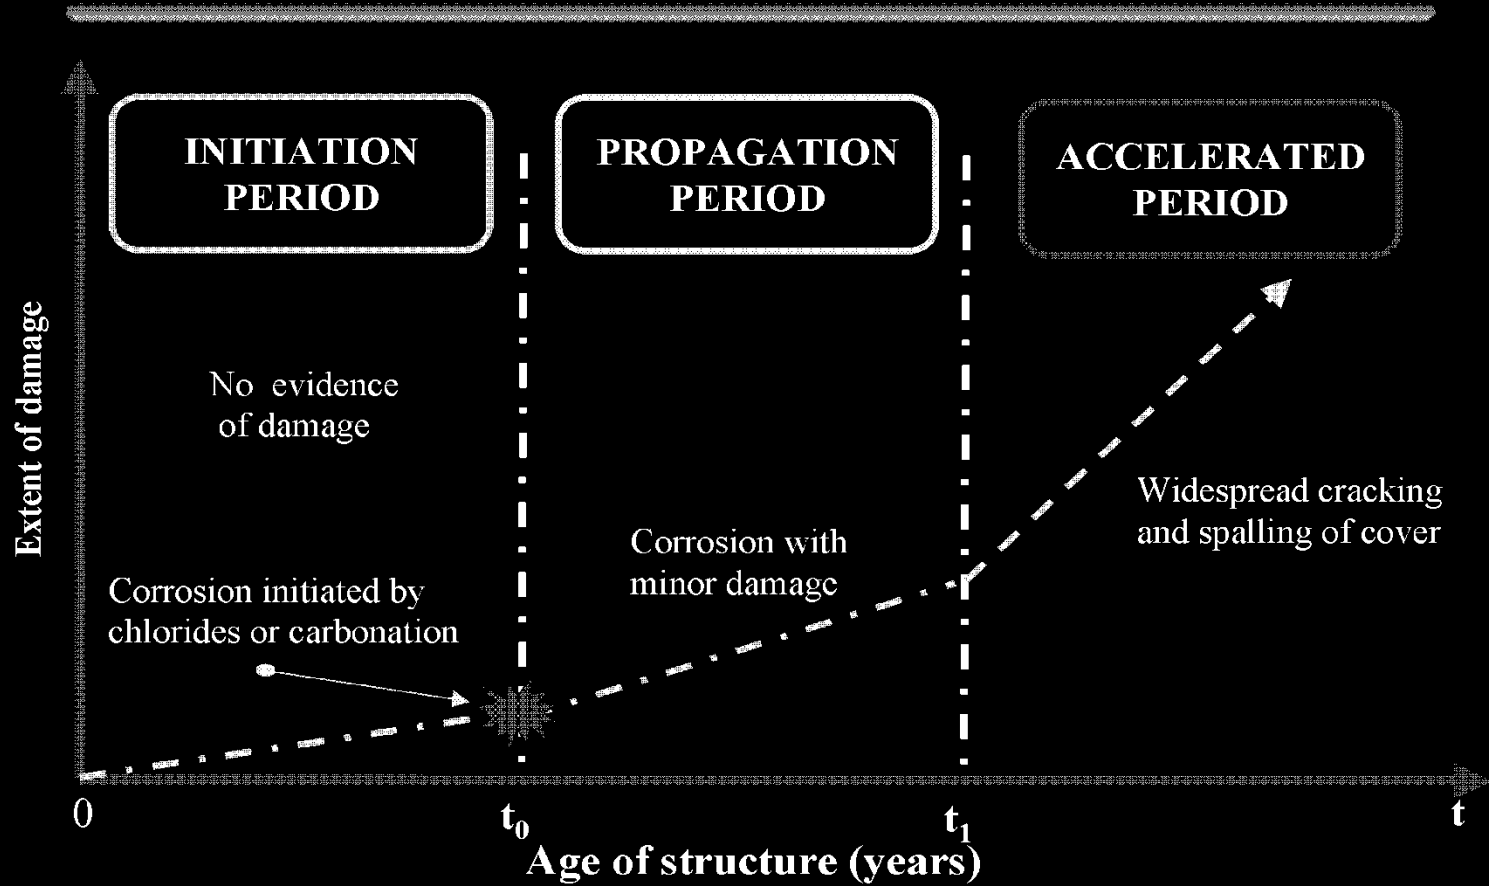 INITIATION
PERIOD
PROPAGATION
PERIOD
ACCELERATED
PERIOD
Extent of damage
No evidence
of damage
Corrosion initiated by
chlorides or carbonation
Corrosion with
minor damage
Widespread cracking
and spalling of cover
0
t0
t1
t
Age of structure (years)